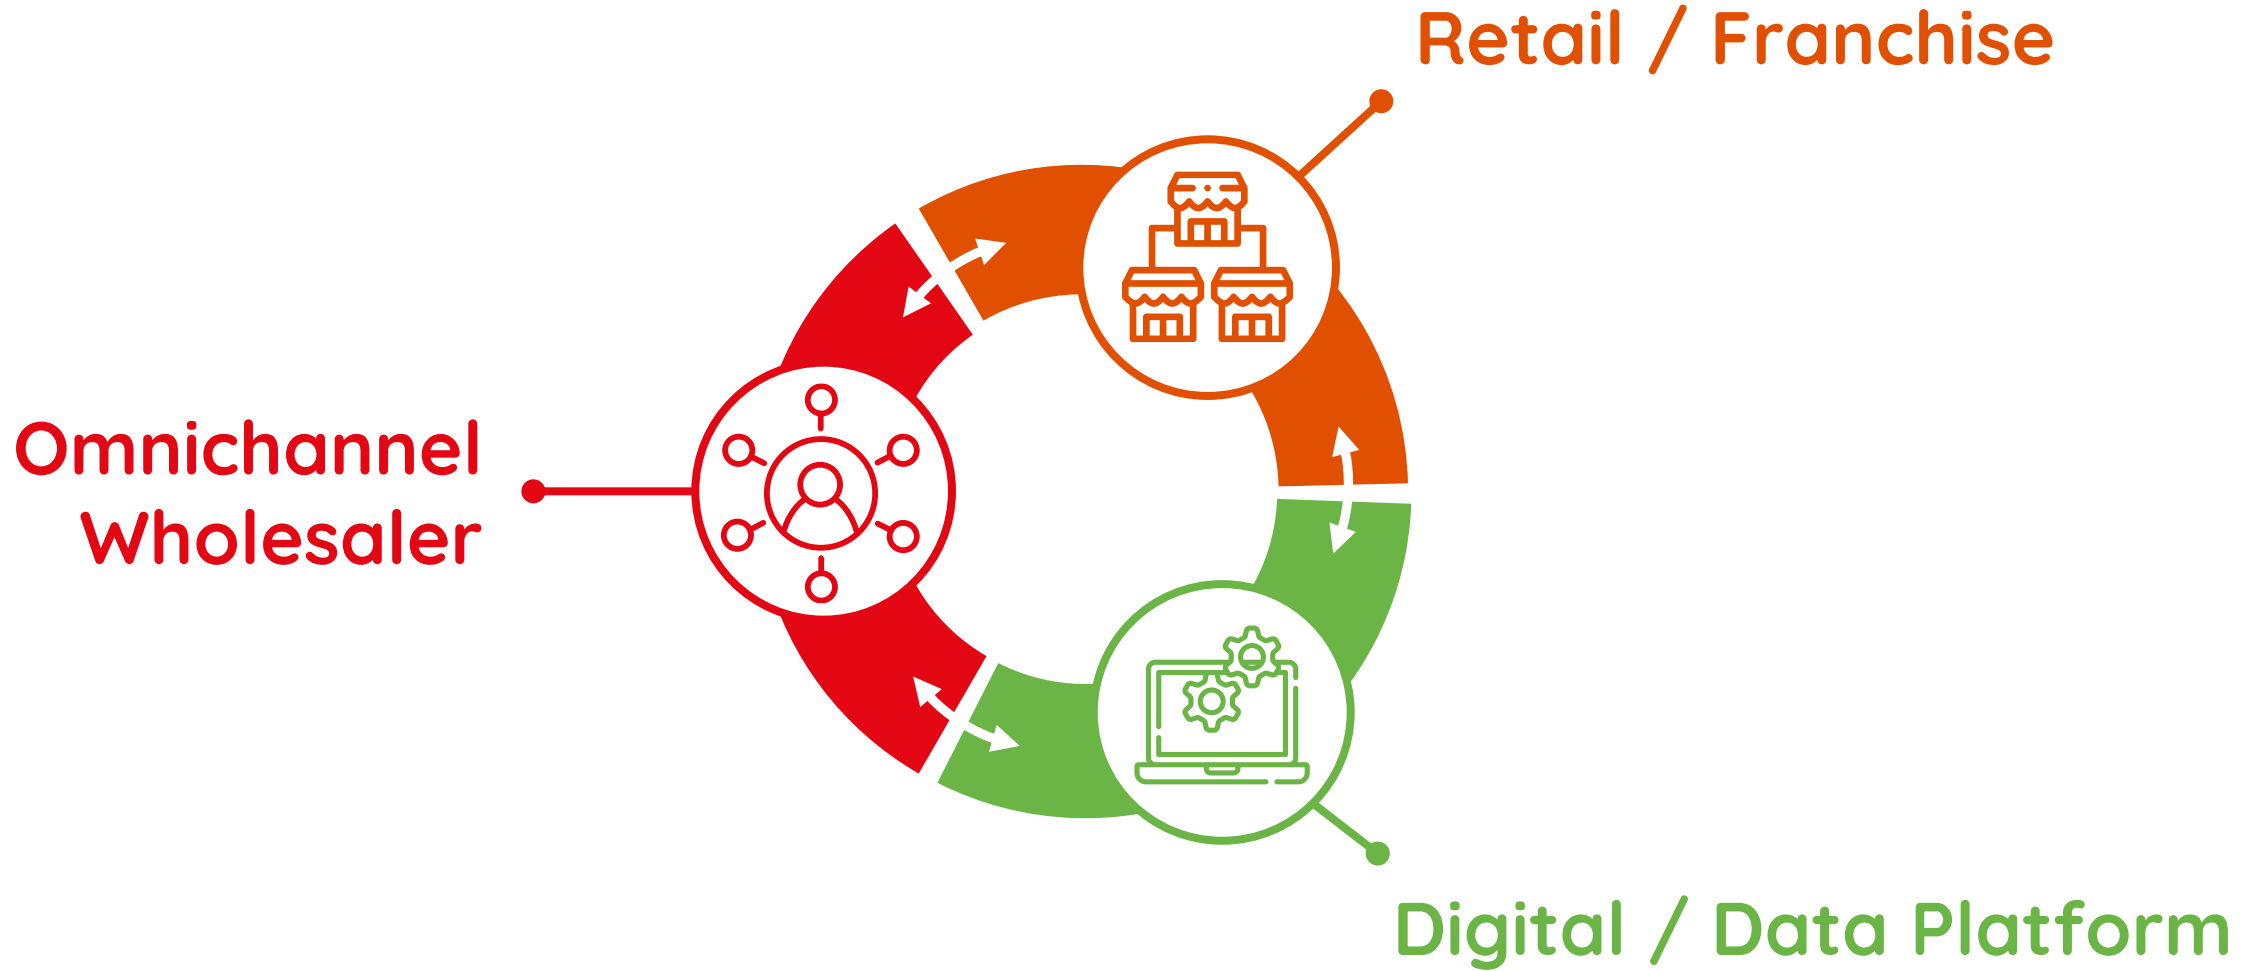 Retail / Franchise
Omnichannel
Wholesaler
Digital / Data Platform